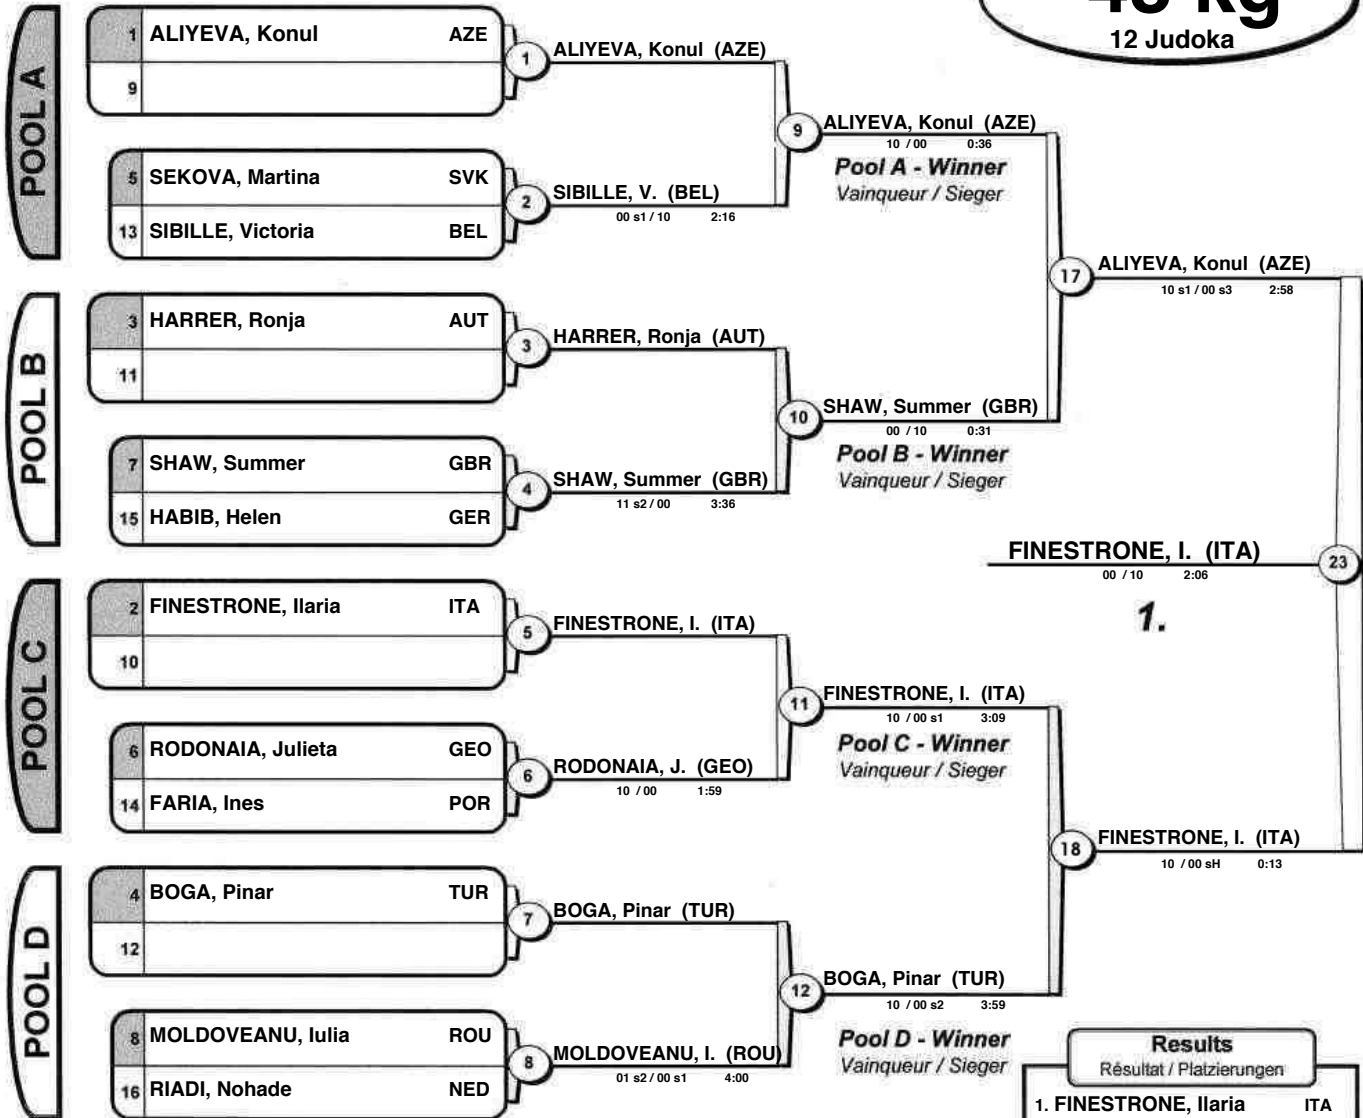 48 kg
12 Judoka
POOL A
1 ALIYEVA, Konul AZE
9
5 SEKOVA, Martina SVK
13 SIBILLE, Victoria BEL
1
ALIYEVA, Konul (AZE)
2
SIBILLE, V. (BEL)
00 s1 / 10 2:16
9
ALIYEVA, Konul (AZE)
10 / 00 0:36
Pool A - Winner
Vainqueur / Sieger
POOL B
3 HARRER, Ronja AUT
11
7 SHAW, Summer GBR
15 HABIB, Helen GER
3
HARRER, Ronja (AUT)
4
SHAW, Summer (GBR)
11 s2 / 00 3:36
10
SHAW, Summer (GBR)
00 / 10 0:31
Pool B - Winner
Vainqueur / Sieger
17
ALIYEVA, Konul (AZE)
10 s1 / 00 s3 2:58
FINESTRONE, I. (ITA)
00 / 10 2:06
23
1.
POOL C
2 FINESTRONE, Ilaria ITA
10
6 RODONAIA, Julieta GEO
14 FARIA, Ines POR
5
FINESTRONE, I. (ITA)
6
RODONAIA, J. (GEO)
10 / 00 1:59
11
FINESTRONE, I. (ITA)
10 / 00 s1 3:09
Pool C - Winner
Vainqueur / Sieger
POOL D
4 BOGA, Pinar TUR
12
8 MOLDOVEANU, Iulia ROU
16 RIADI, Nohade NED
7
BOGA, Pinar (TUR)
8
MOLDOVEANU, I. (ROU)
01 s2 / 00 s1 4:00
12
BOGA, Pinar (TUR)
10 / 00 s2 3:59
Pool D - Winner
Vainqueur / Sieger
18
FINESTRONE, I. (ITA)
10 / 00 sH 0:13
Results
Résultat / Platzierungen
1. FINESTRONE, Ilaria ITA